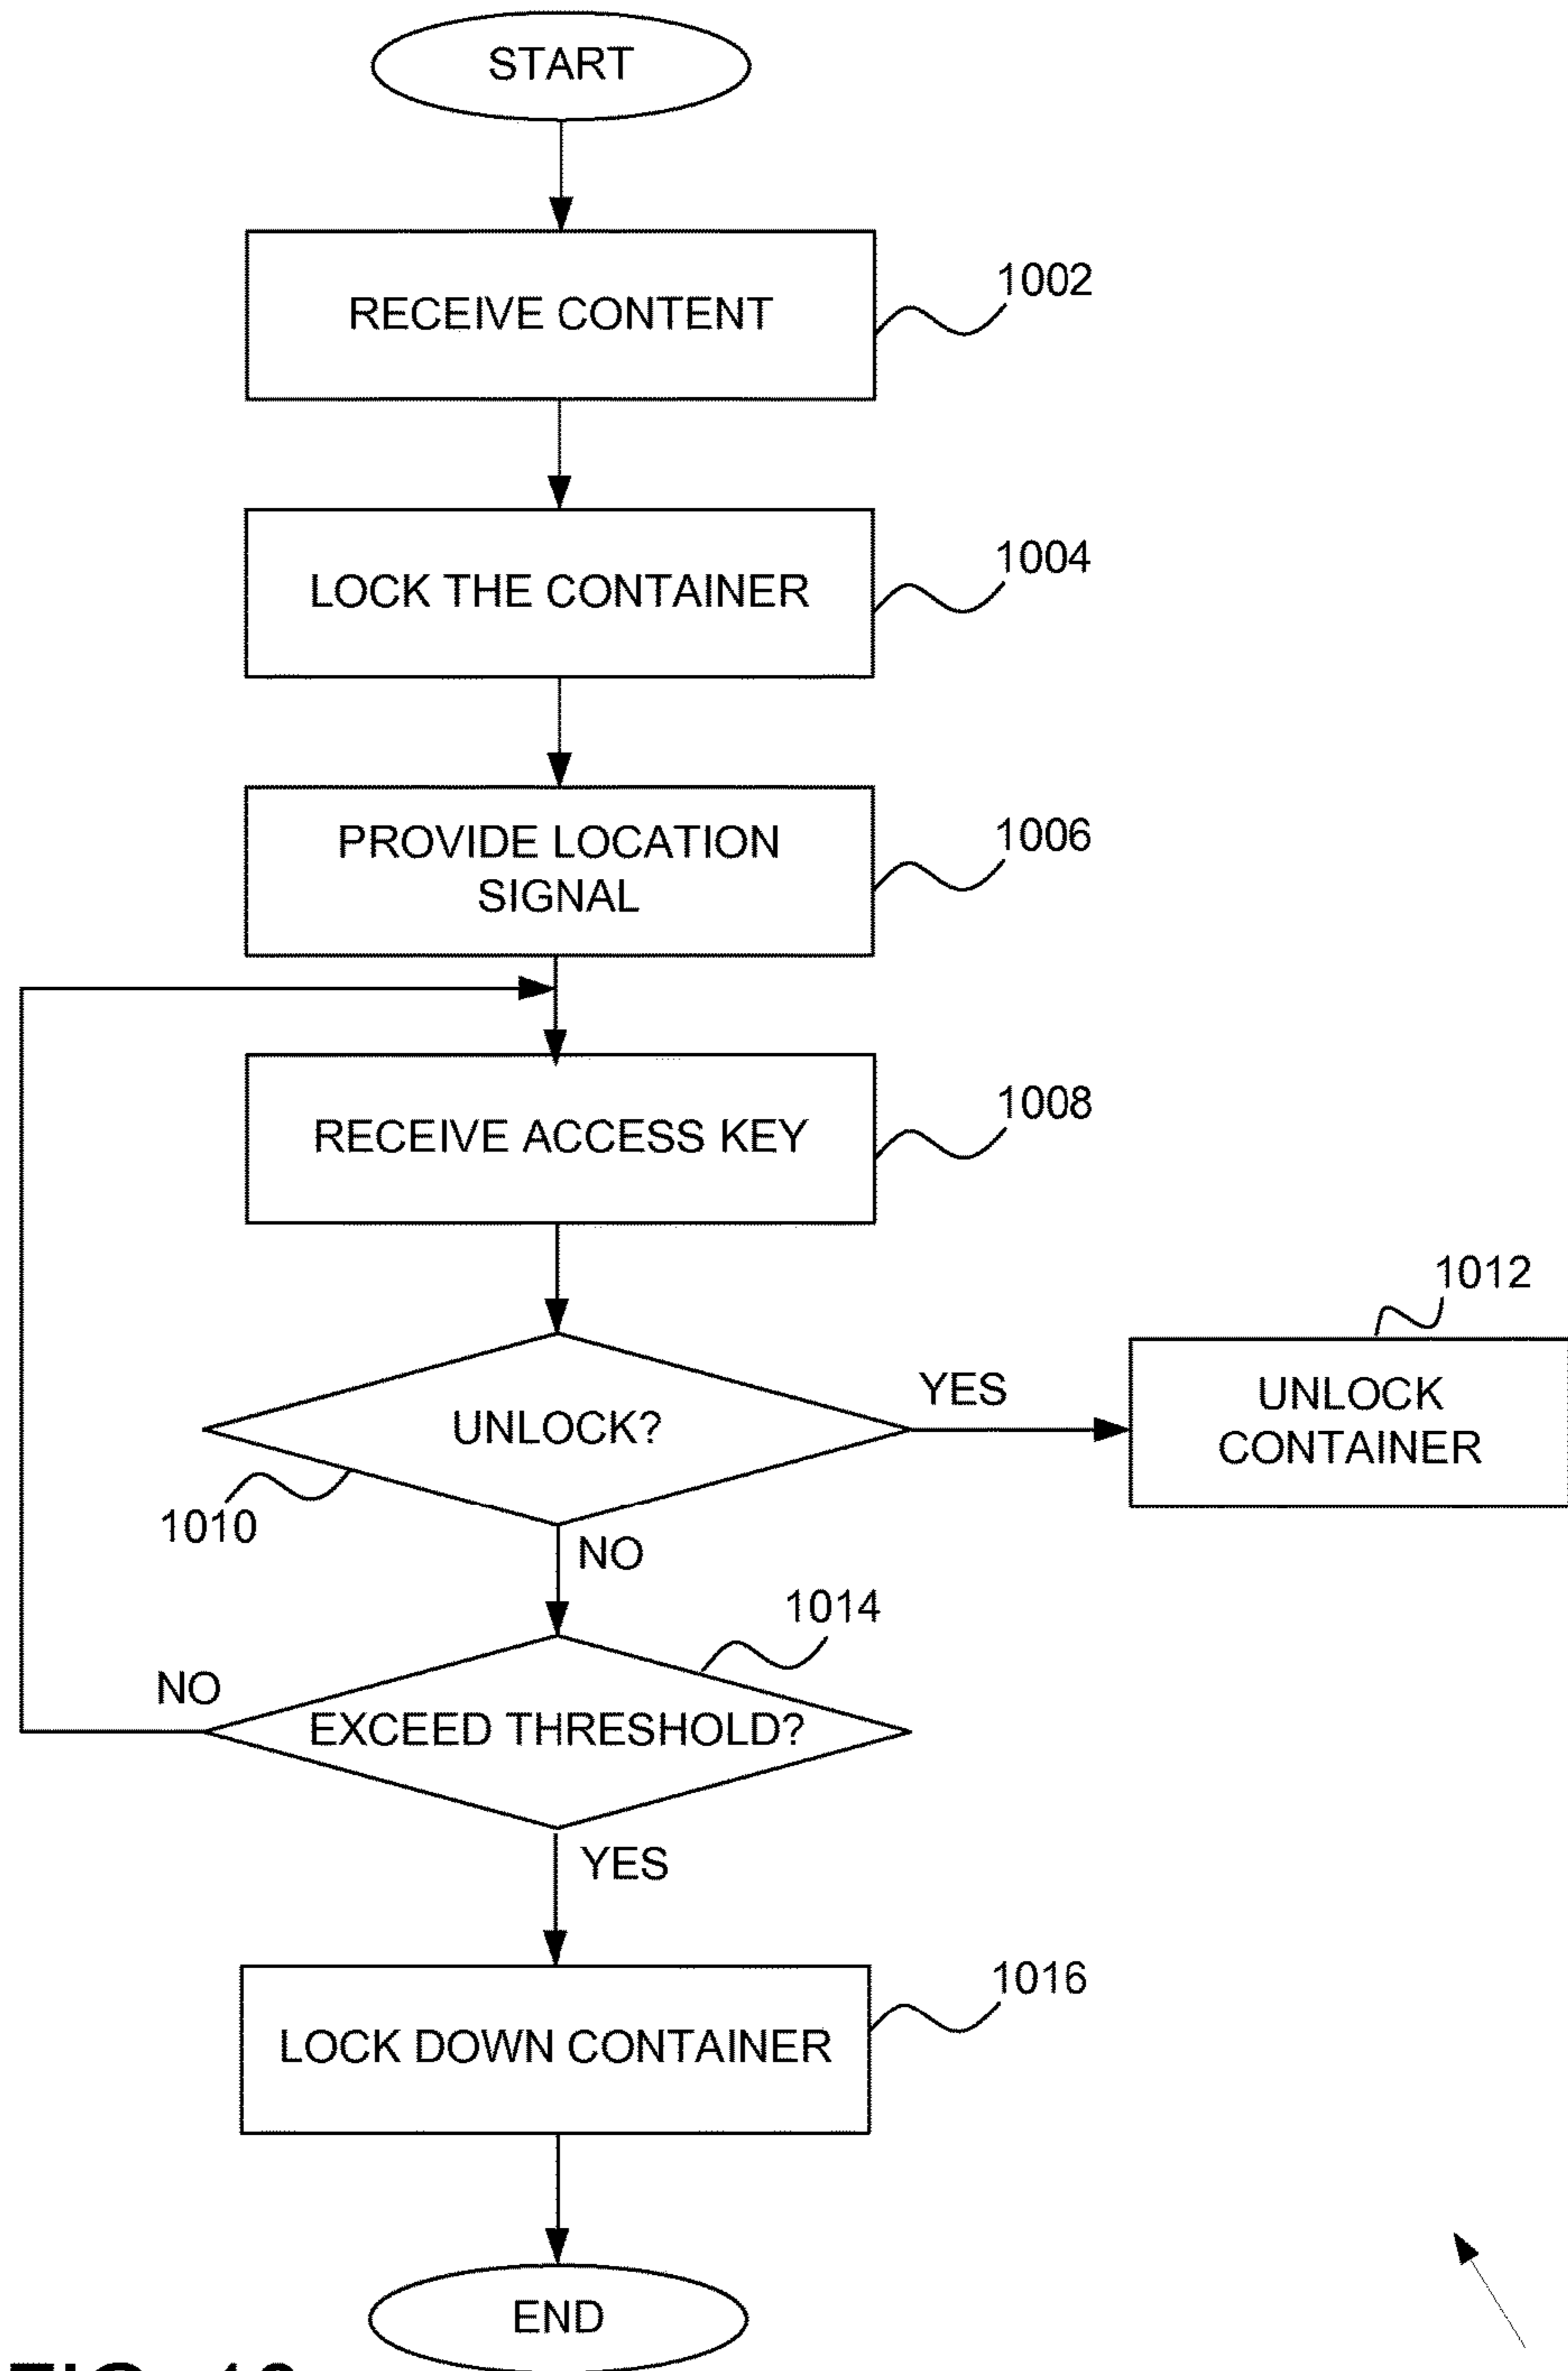 START
RECEIVE CONTENT
1002
LOCK THE CONTAINER
1004
PROVIDE LOCATION
SIGNAL
1006
RECEIVE ACCESS KEY
1008
UNLOCK?
1010
YES
1012
UNLOCK
CONTAINER
NO
1014
EXCEED THRESHOLD?
NO
YES
LOCK DOWN CONTAINER
1016
END